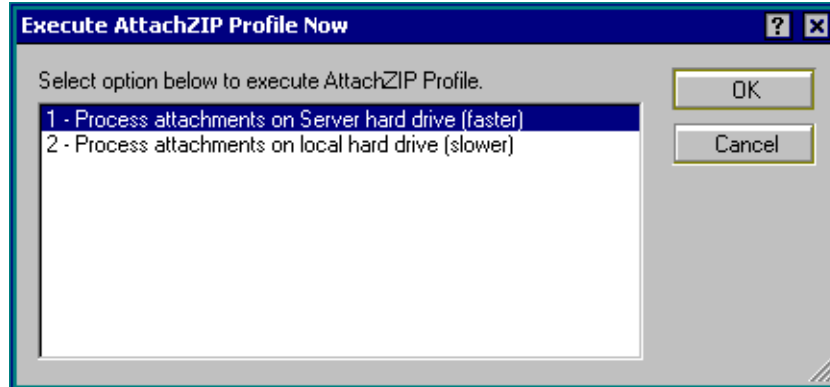 Execute AttachZIP Profile Now
Select option below to execute AttachZIP Profile.
1 - Process attachments on Server hard drive (faster)
2 - Process attachments on local hard drive (slower)
OK
Cancel